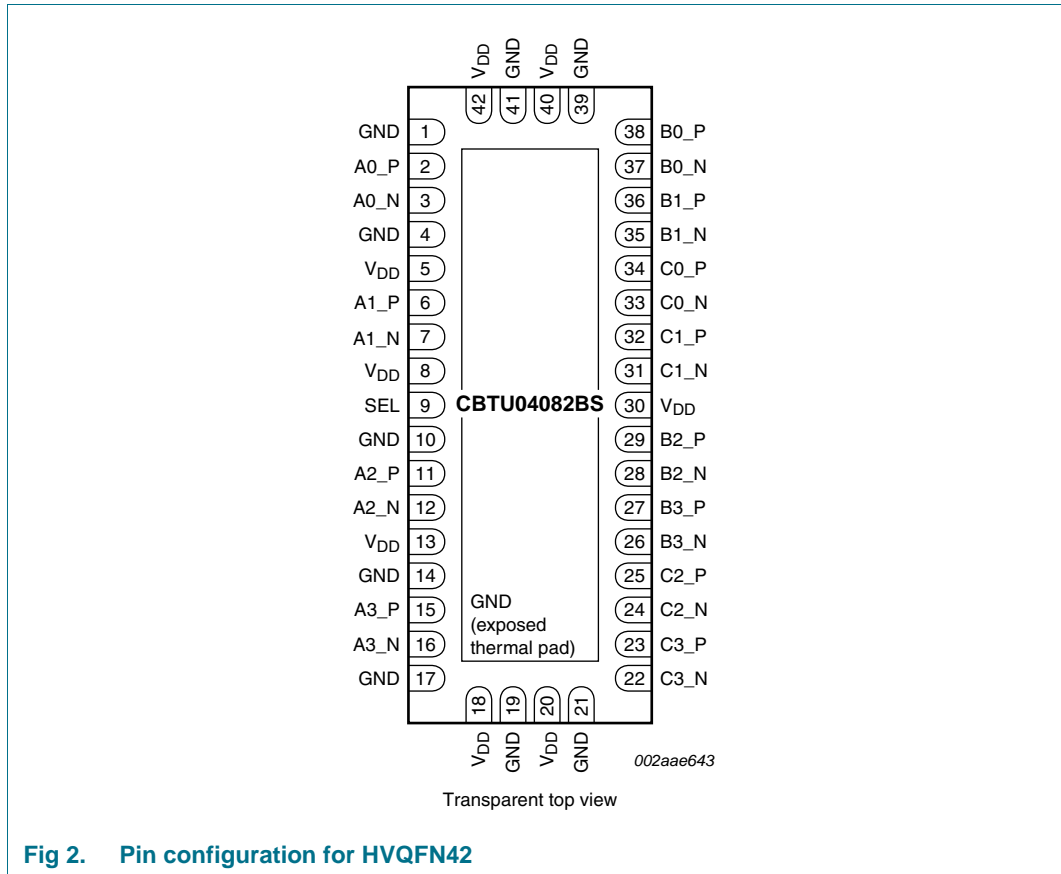 VDD GND VDD GND
42 41 40 39
GND 1 38 B0_P
A0_P 2 37 B0_N
A0_N 3 36 B1_P
GND 4 35 B1_N
VDD 5 34 C0_P
A1_P 6 33 C0_N
A1_N 7 32 C1_P
VDD 8 31 C1_N
SEL 9 CBTU04082BS 30 VDD
GND 10 29 B2_P
A2_P 11 28 B2_N
A2_N 12 27 B3_P
VDD 13 26 B3_N
GND 14 25 C2_P
A3_P 15 GND 24 C2_N
(exposed
A3_N 16 thermal pad) 23 C3_P
GND 17 22 C3_N
18 19 20 21
VDD GND VDD GND
002aae643
Transparent top view
Fig 2. Pin configuration for HVQFN42